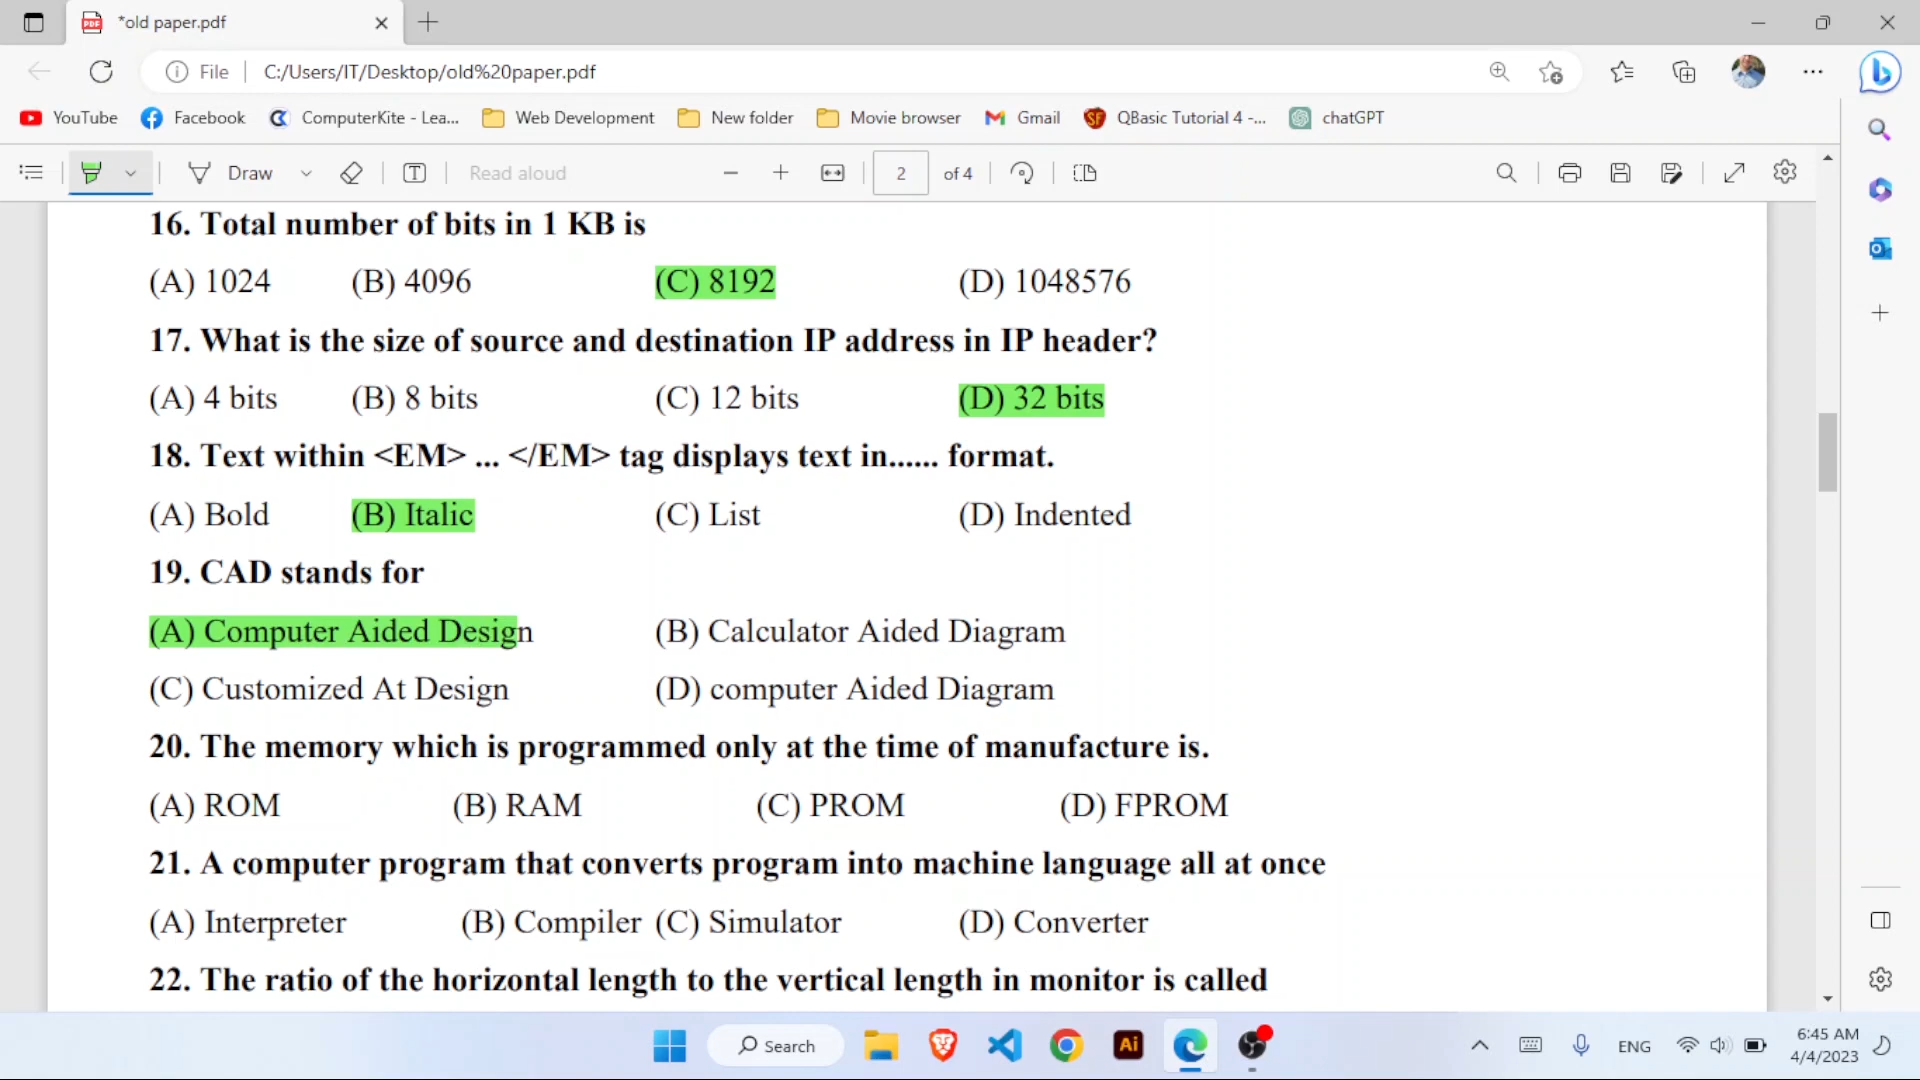 *old paper.pdf
File C:/Users/IT/Desktop/old%20paper.pdf
YouTube Facebook ComputerKite - Lea... Web Development New folder Movie browser Gmail QBasic Tutorial 4 -... chatGPT
Draw Read aloud 2 of 4
16. Total number of bits in 1 KB is
(A) 1024 (B) 4096 (C) 8192 (D) 1048576
17. What is the size of source and destination IP address in IP header?
(A) 4 bits (B) 8 bits (C) 12 bits (D) 32 bits
18. Text within <EM> ... </EM> tag displays text in...... format.
(A) Bold (B) Italic (C) List (D) Indented
19. CAD stands for
(A) Computer Aided Design (B) Calculator Aided Diagram
(C) Customized At Design (D) computer Aided Diagram
20. The memory which is programmed only at the time of manufacture is.
(A) ROM (B) RAM (C) PROM (D) FPROM
21. A computer program that converts program into machine language all at once
(A) Interpreter (B) Compiler (C) Simulator (D) Converter
22. The ratio of the horizontal length to the vertical length in monitor is called
Search Ai ENG 6:45 AM
4/4/2023